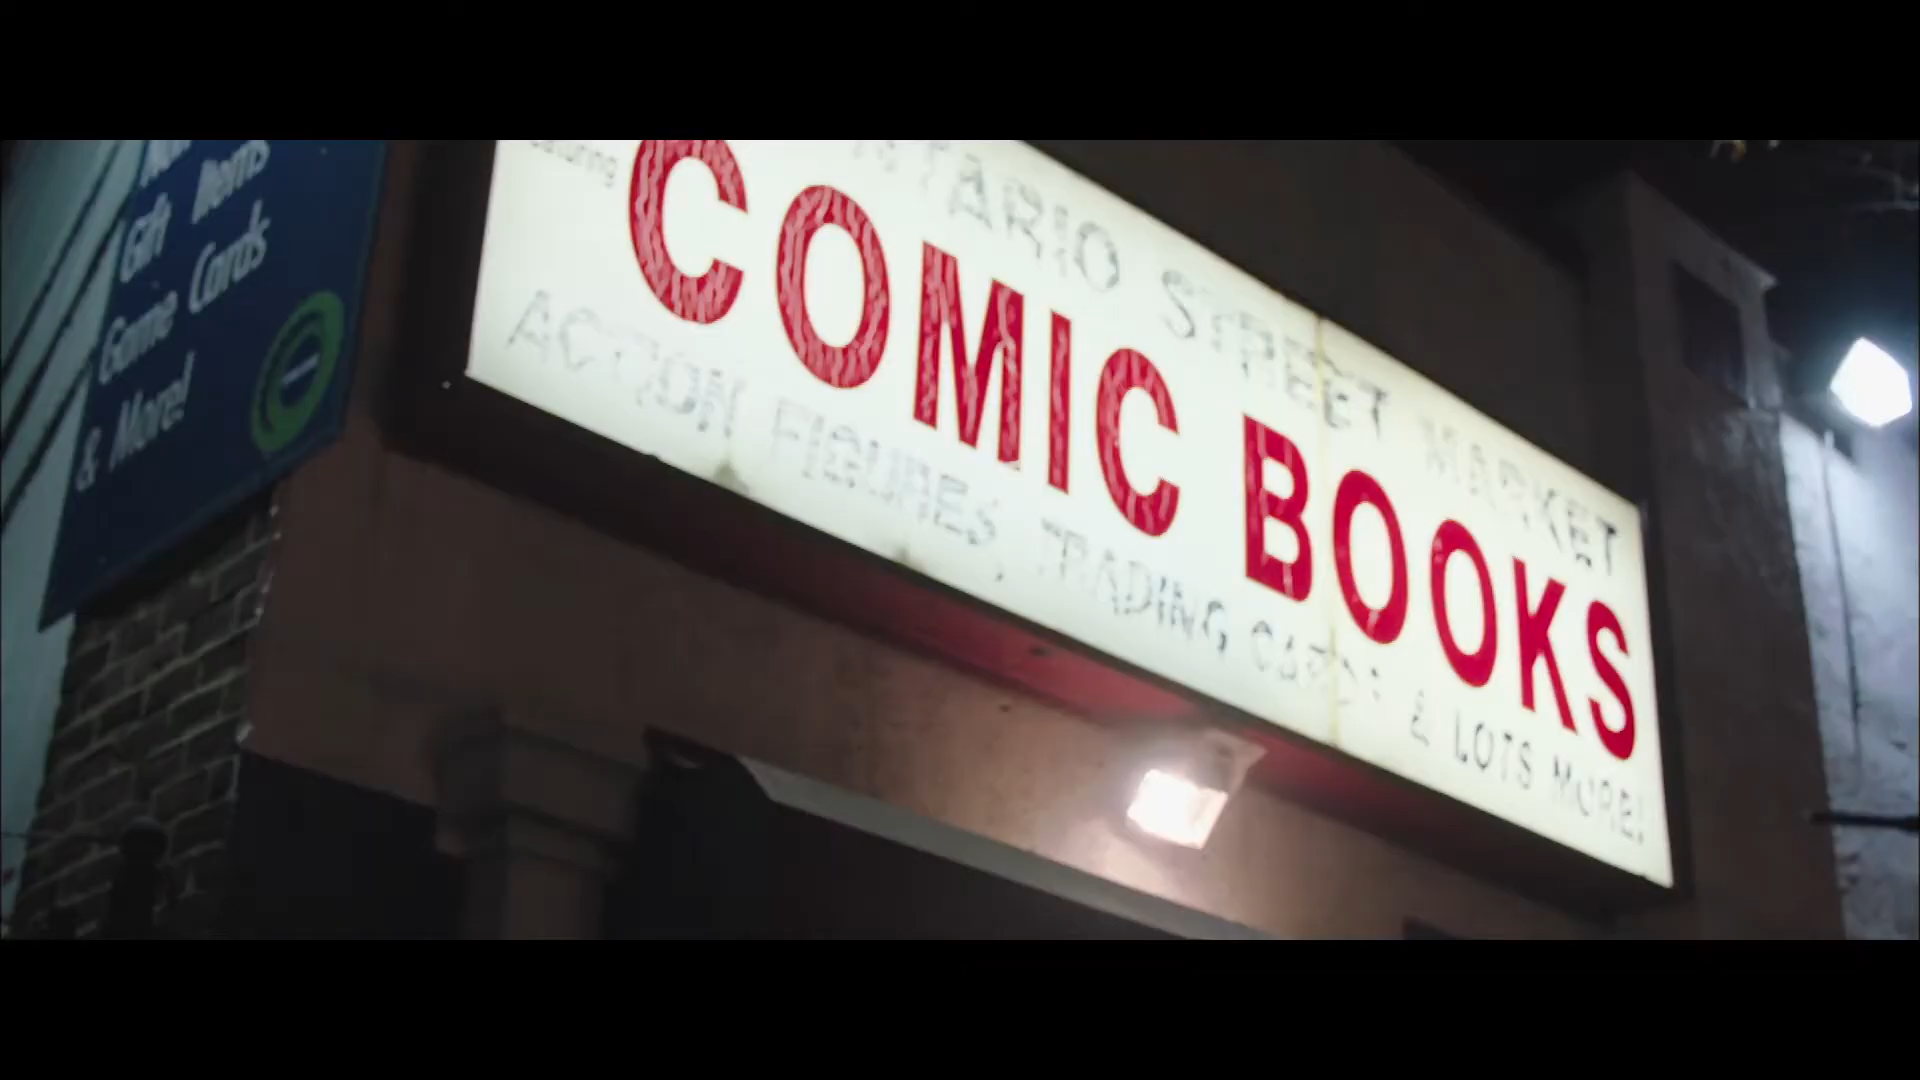 Gift Items
Game Cards
& More!
STREET MARKET
COMIC BOOKS
ACTION FIGURES, TRADING CARDS & LOTS MORE!